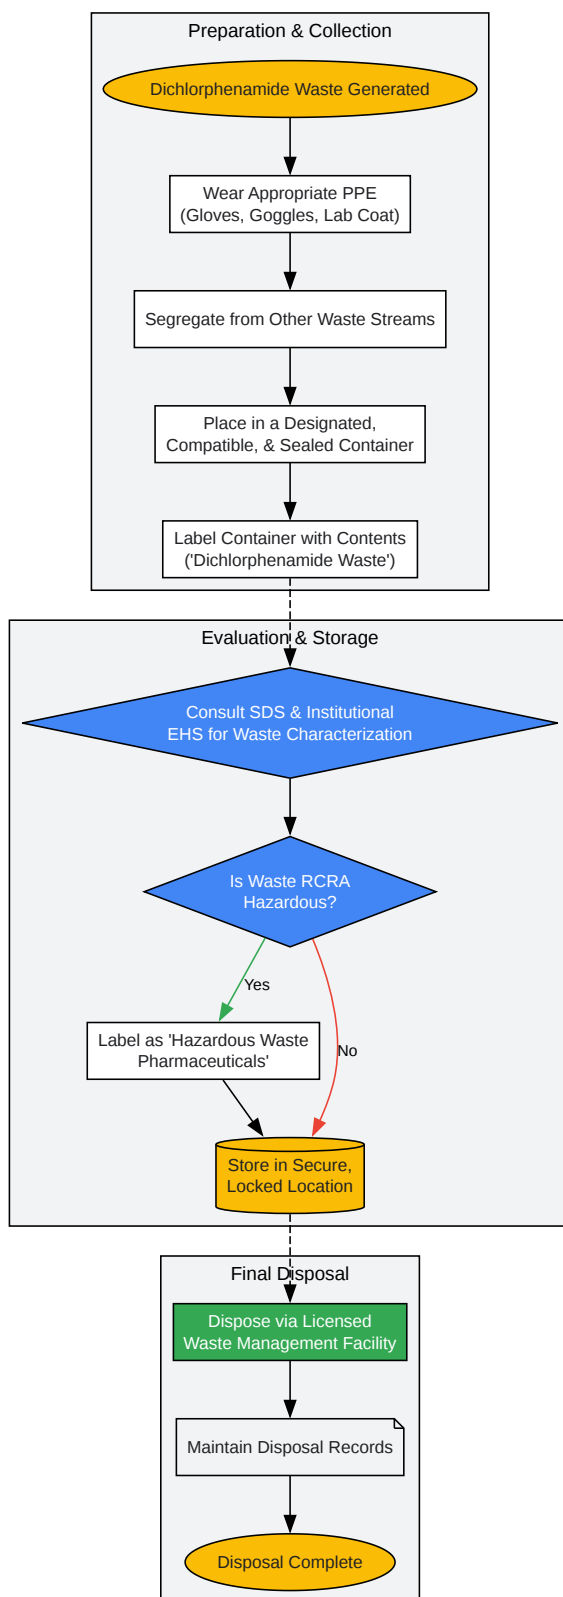 Preparation & Collection
Dichlorphenamide Waste Generated
Wear Appropriate PPE
(Gloves, Goggles, Lab Coat)
Segregate from Other Waste Streams
Place in a Designated,
Compatible, & Sealed Container
Label Container with Contents
('Dichlorphenamide Waste')
Evaluation & Storage
Consult SDS & Institutional
EHS for Waste Characterization
Is Waste RCRA
Hazardous?
Yes
Label as 'Hazardous Waste
Pharmaceuticals'
No
Store in Secure,
Locked Location
Final Disposal
Dispose via Licensed
Waste Management Facility
Maintain Disposal Records
Disposal Complete